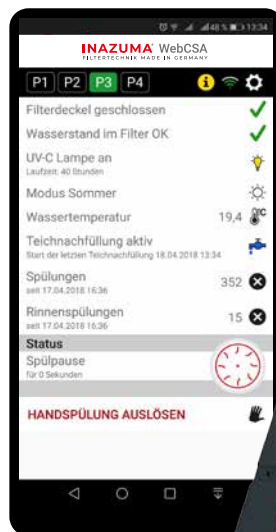 48 % 13:34
INAZUMA WebCSA
FILTERTECHNIK MADE IN GERMANY
P1 P2 P3 P4 i
Filterdeckel geschlossen
Wasserstand im Filter OK
UV-C Lampe an
Laufzeit: 40 Stunden
Modus Sommer
Wassertemperatur 19,4 °C
Teichnachfüllung aktiv
Start der letzten Teichnachfüllung 18.04.2018 13:34
Spülungen 352
seit 17.04.2018 16:36
Rinnenspülungen 15
seit 17.04.2018 16:36
Status
Spülpause
für 0 Sekunden
HANDSPÜLUNG AUSLÖSEN